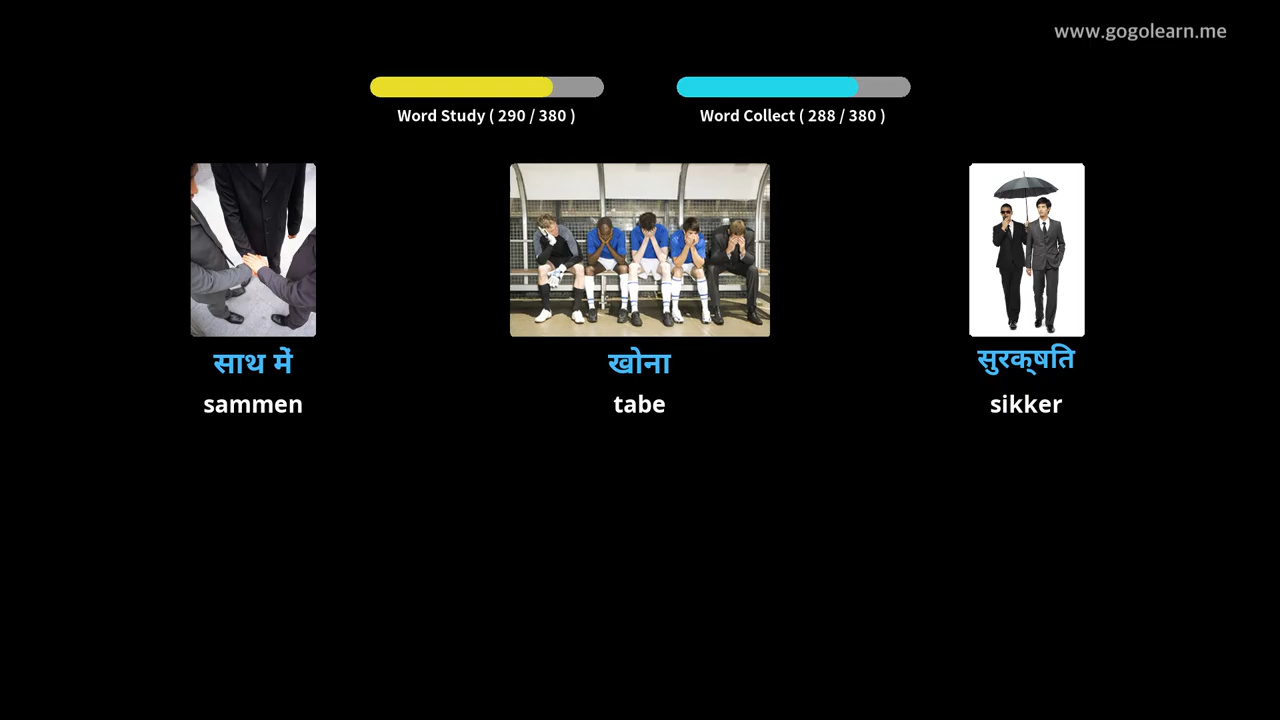 www.gogolearn.me
Word Study ( 290 / 380 )
Word Collect ( 288 / 380 )
साथ में
खोना
सुरक्षति
sammen
tabe
sikker